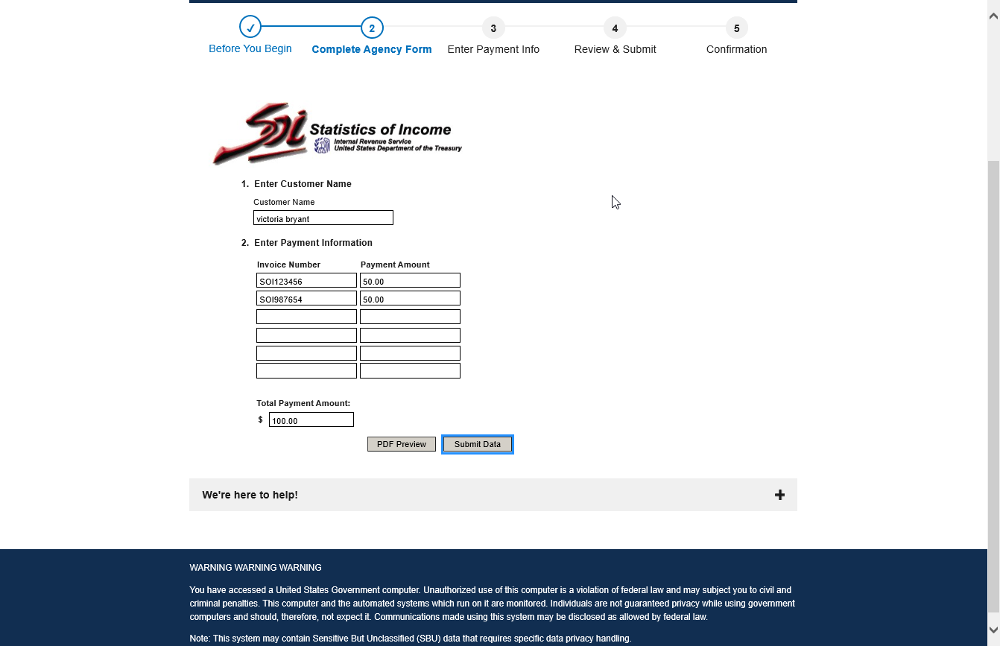 ✓ 2 3 4 5
Before You Begin Complete Agency Form Enter Payment Info Review & Submit Confirmation
SOI Statistics of Income
Internal Revenue Service
United States Department of the Treasury
1. Enter Customer Name
Customer Name
victoria bryant
2. Enter Payment Information
Invoice Number Payment Amount
SOI123456 50.00
SOI987654 50.00
Total Payment Amount:
$ 100.00
PDF Preview Submit Data
We're here to help! +
WARNING WARNING WARNING
You have accessed a United States Government computer. Unauthorized use of this computer is a violation of federal law and may subject you to civil and
criminal penalties. This computer and the automated systems which run on it are monitored. Individuals are not guaranteed privacy while using government
computers and should, therefore, not expect it. Communications made using this system may be disclosed as allowed by federal law.
Note: This system may contain Sensitive But Unclassified (SBU) data that requires specific data privacy handling.